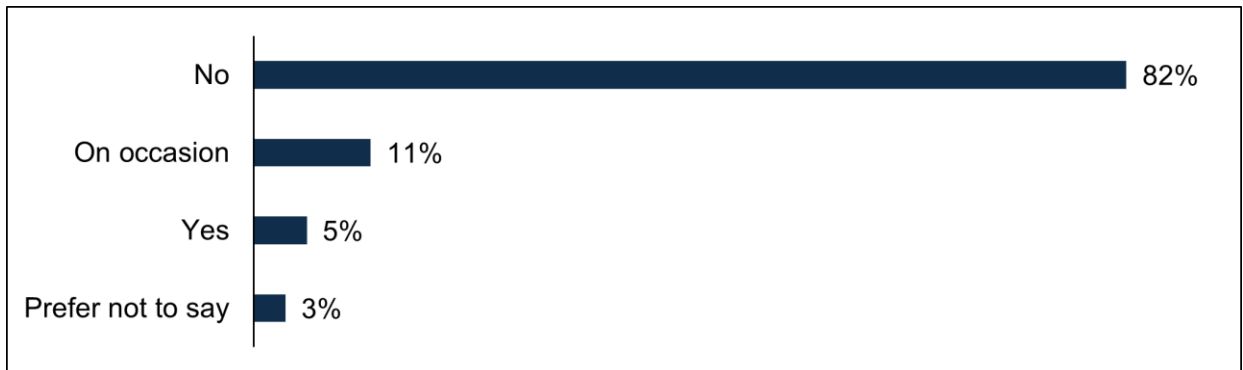 No 82%
On occasion 11%
Yes 5%
Prefer not to say 3%